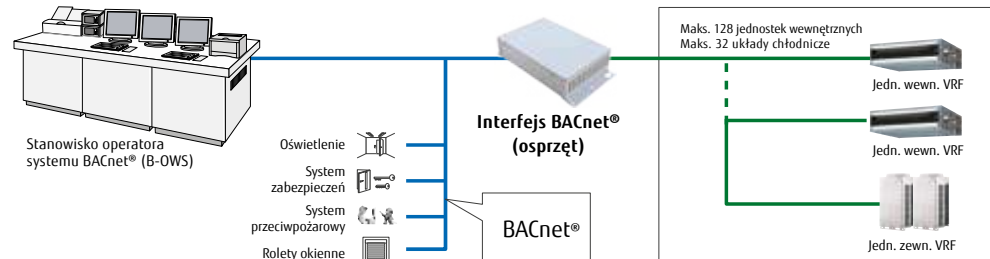 Maks. 128 jednostek wewnętrznych
Maks. 32 układy chłodnicze
Jedn. wewn. VRF
Interfejs BACnet®
(osprzęt)
Stanowisko operatora
systemu BACnet® (B-OWS)
Oświetlenie
System
zabezpieczeń
System
przeciwpożarowy
Rolety okienne
BACnet®
Jedn. wewn. VRF
Jedn. zewn. VRF